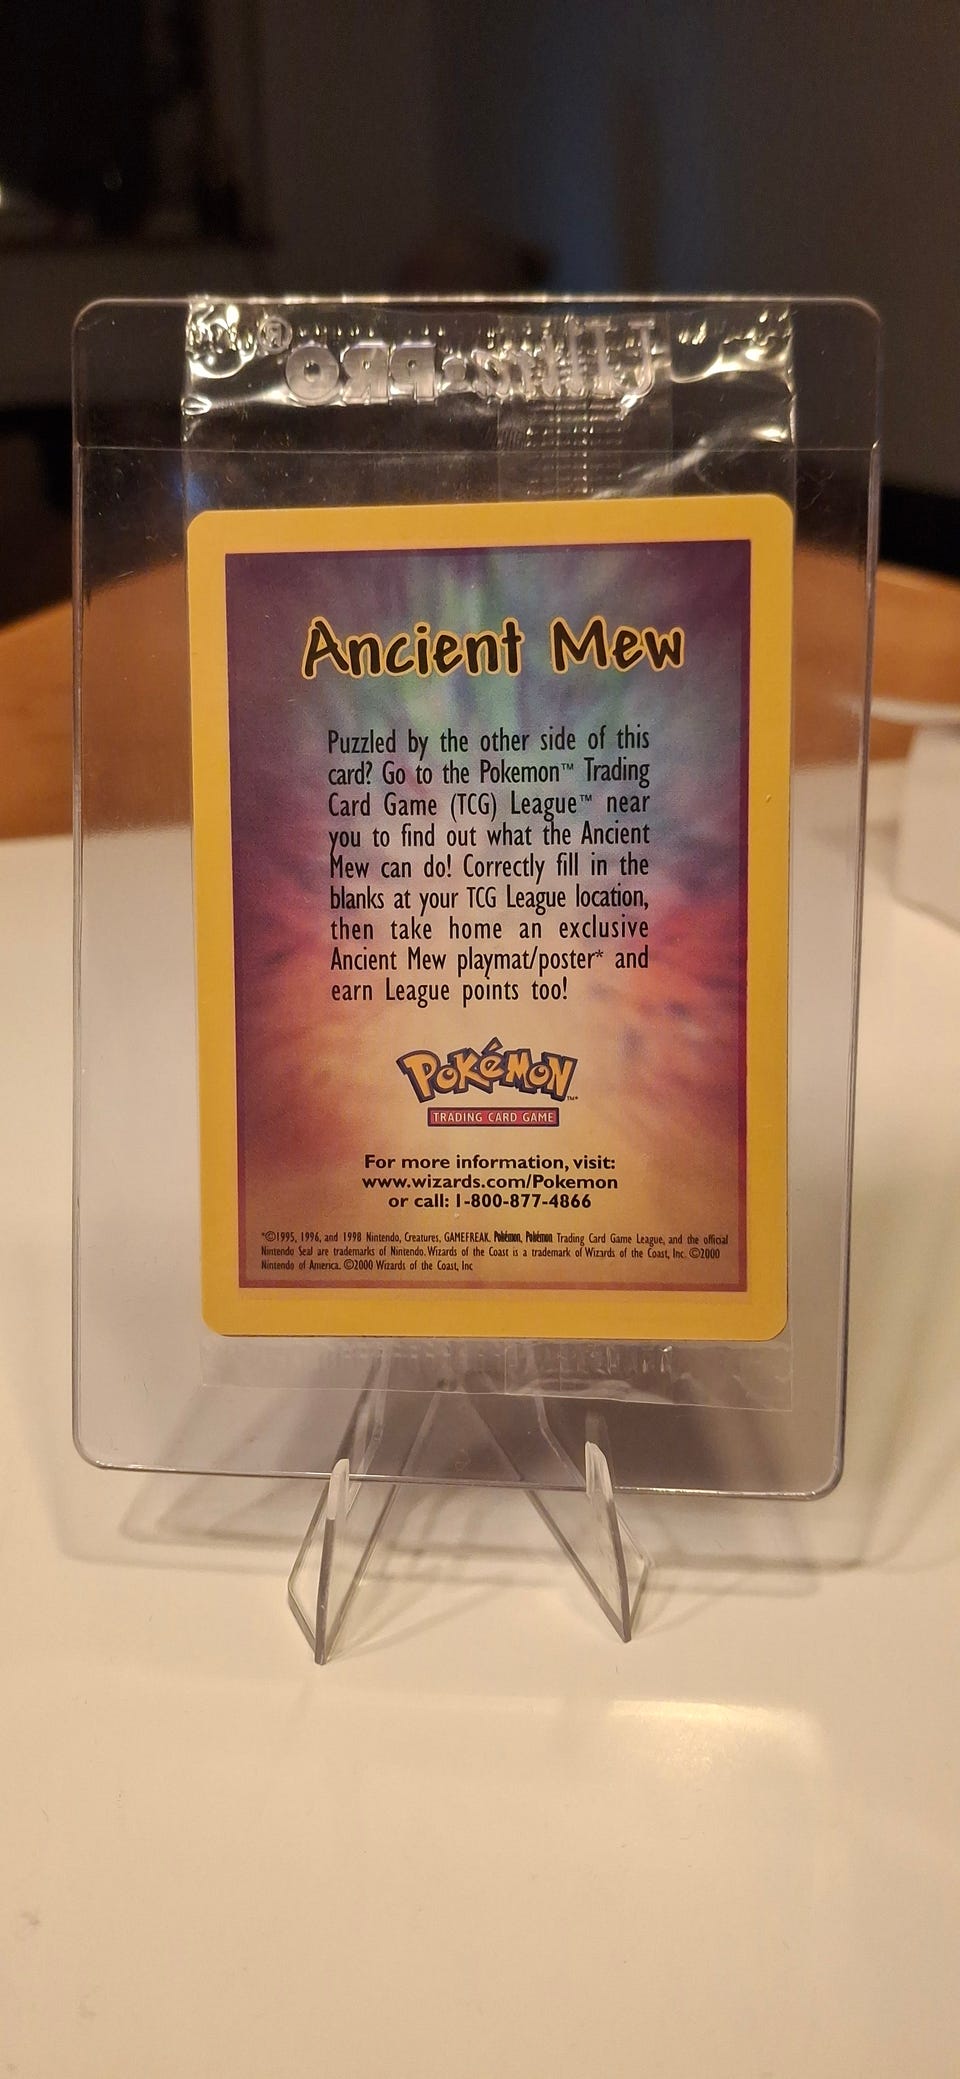 Ultra•PRO®
Ancient Mew
Puzzled by the other side of this
card? Go to the Pokemon™ Trading
Card Game (TCG) League™ near
you to find out what the Ancient
Mew can do! Correctly fill in the
blanks at your TCG League location,
then take home an exclusive
Ancient Mew playmat/poster* and
earn League points too!
POKéMON™
TRADING CARD GAME
For more information, visit:
www.wizards.com/Pokemon
or call: 1-800-877-4866
*©1995, 1996, and 1998 Nintendo, Creatures, GAMEFREAK. Pokémon, Pokémon Trading Card Game League, and the official
Nintendo Seal are trademarks of Nintendo. Wizards of the Coast is a trademark of Wizards of the Coast, Inc. ©2000
Nintendo of America. ©2000 Wizards of the Coast, Inc